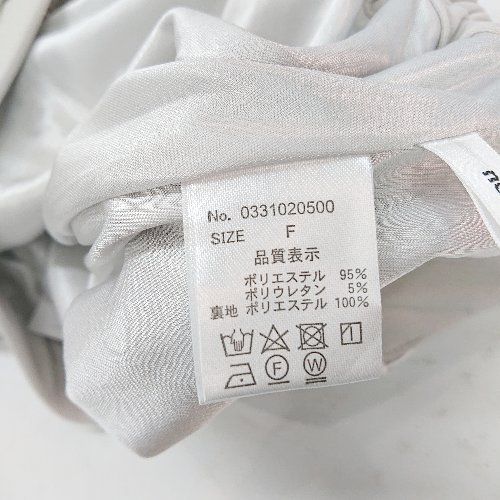 No. 0331020500
SIZE F
品質表示
ポリエステル 95%
ポリウレタン 5%
裏地 ポリエステル 100%
F W